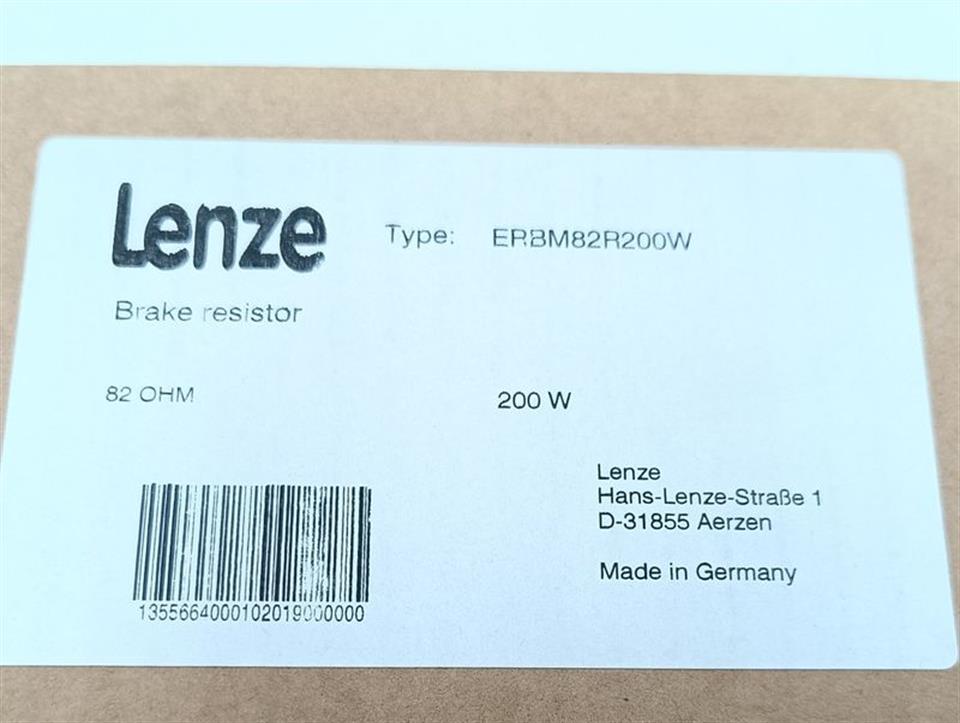 Lenze
Type: ERBM82R200W
Brake resistor
82 OHM
200 W
Lenze
Hans-Lenze-Straße 1
D-31855 Aerzen
Made in Germany
1355664000102019000000